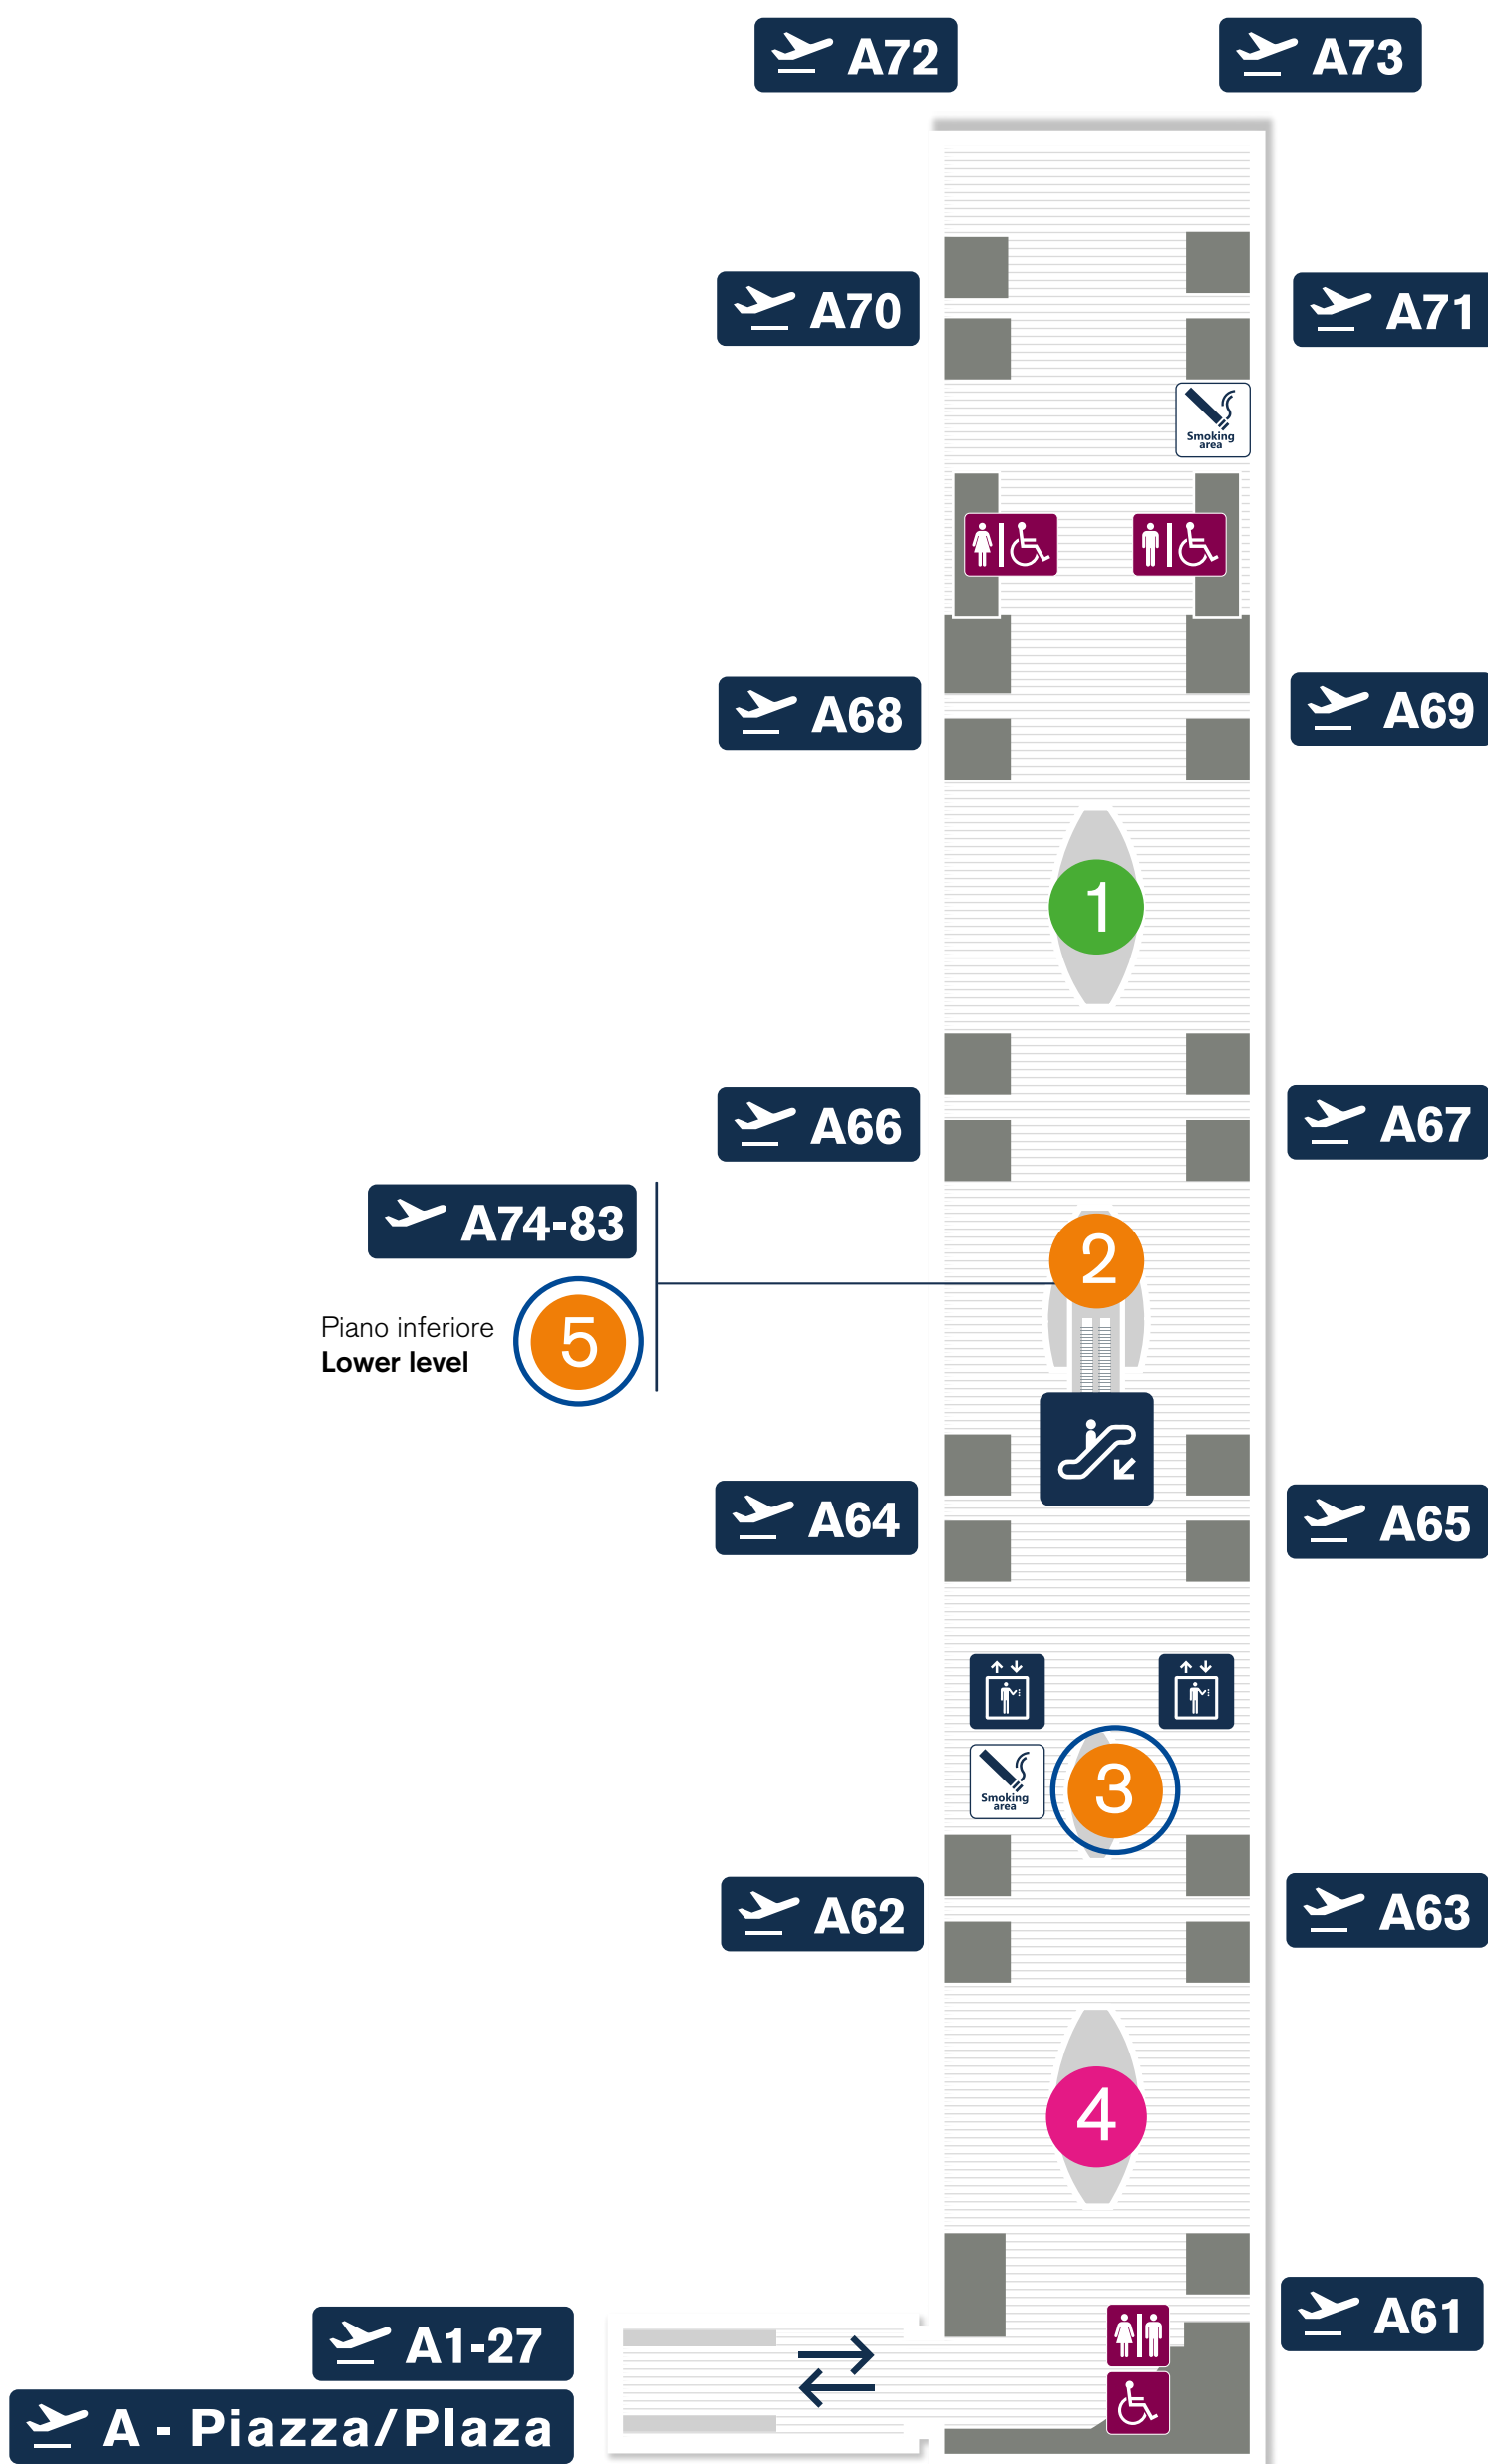 A72
A73
A70
A71
Smoking
area
A68
A69
1
A66
A67
A74-83
2
Piano inferiore
Lower level
5
A64
A65
Smoking
area
3
A62
A63
4
A61
A1-27
A - Piazza/Plaza